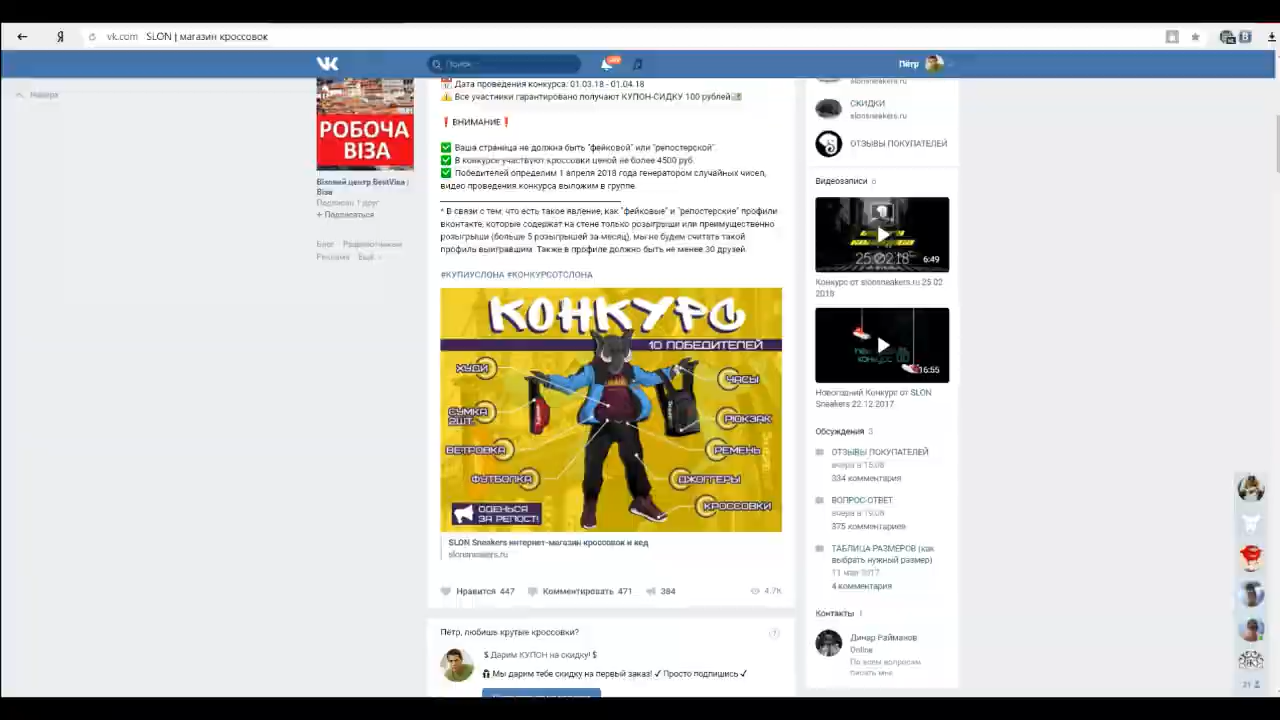 Я
vk.com SLON | магазин кроссовок
Поиск
Пётр
Наверх
РОБОЧА
ВІЗА
Візовий центр BestVisa |
Віза
Подписан 1 друг
+ Подписаться
Блог Разработчикам
Реклама Ещё
Дата проведения конкурса: 01.03.18 - 01.04.18
Все участники гарантировано получают КУПОН-СИДКУ 100 рублей
❗ВНИМАНИЕ❗
✅ Ваша страница не должна быть "фейковой" или "репостерской".
✅ В конкурсе участвуют кроссовки ценой не более 4500 руб.
✅ Победителей определим 1 апреля 2018 года генератором случайных чисел,
видео проведения конкурса выложим в группе.
* В связи с тем, что есть такое явление, как "фейковые" и "репостерские" профили
вконтакте, которые содержат на стене только розыгрыши или преимущественно
розыгрыши (больше 5 розыгрышей за месяц), мы не будем считать такой
профиль выигравшим. Также в профиле должно быть не менее 30 друзей.
#КУПИУСЛОНА #КОНКУРСОТСЛОНА
КОНКУРС
10 ПОБЕДИТЕЛЕЙ
ХУДИ
ЧАСЫ
СУМКА
2ШТ.
РЮКЗАК
ВЕТРОВКА
РЕМЕНЬ
ФУТБОЛКА
ДЖОГГЕРЫ
КРОССОВКИ
ОДЕНЬСЯ
ЗА РЕПОСТ!
SLON Sneakers интернет-магазин кроссовок и кед
slonsneakers.ru
Нравится 447 Комментировать 471 384 4.7K
Пётр, любишь крутые кроссовки?
$ Дарим КУПОН на скидку! $
Мы дарим тебе скидку на первый заказ! ✓ Просто подпишись ✓
slonsneakers.ru
СКИДКИ
slonsneakers.ru
ОТЗЫВЫ ПОКУПАТЕЛЕЙ
Видеозаписи 6
25.02.18
6:49
Конкурс от slonsneakers.ru 25 02
2018
16:55
Новогодний Конкурс от SLON
Sneakers 22.12.2017
Обсуждения 3
ОТЗЫВЫ ПОКУПАТЕЛЕЙ
вчера в 15:08
334 комментария
ВОПРОС-ОТВЕТ
вчера в 19:08
375 комментариев
ТАБЛИЦА РАЗМЕРОВ (как
выбрать нужный размер)
11 мая 2017
4 комментария
Контакты 1
Динар Райманов
Online
По всем вопросам
писать мне
21